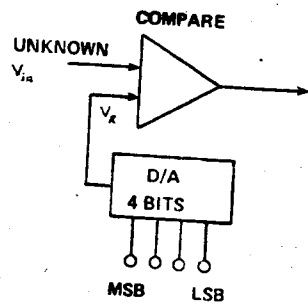 COMPARE
UNKNOWN
V_in
V_R
D/A
4 BITS
MSB LSB